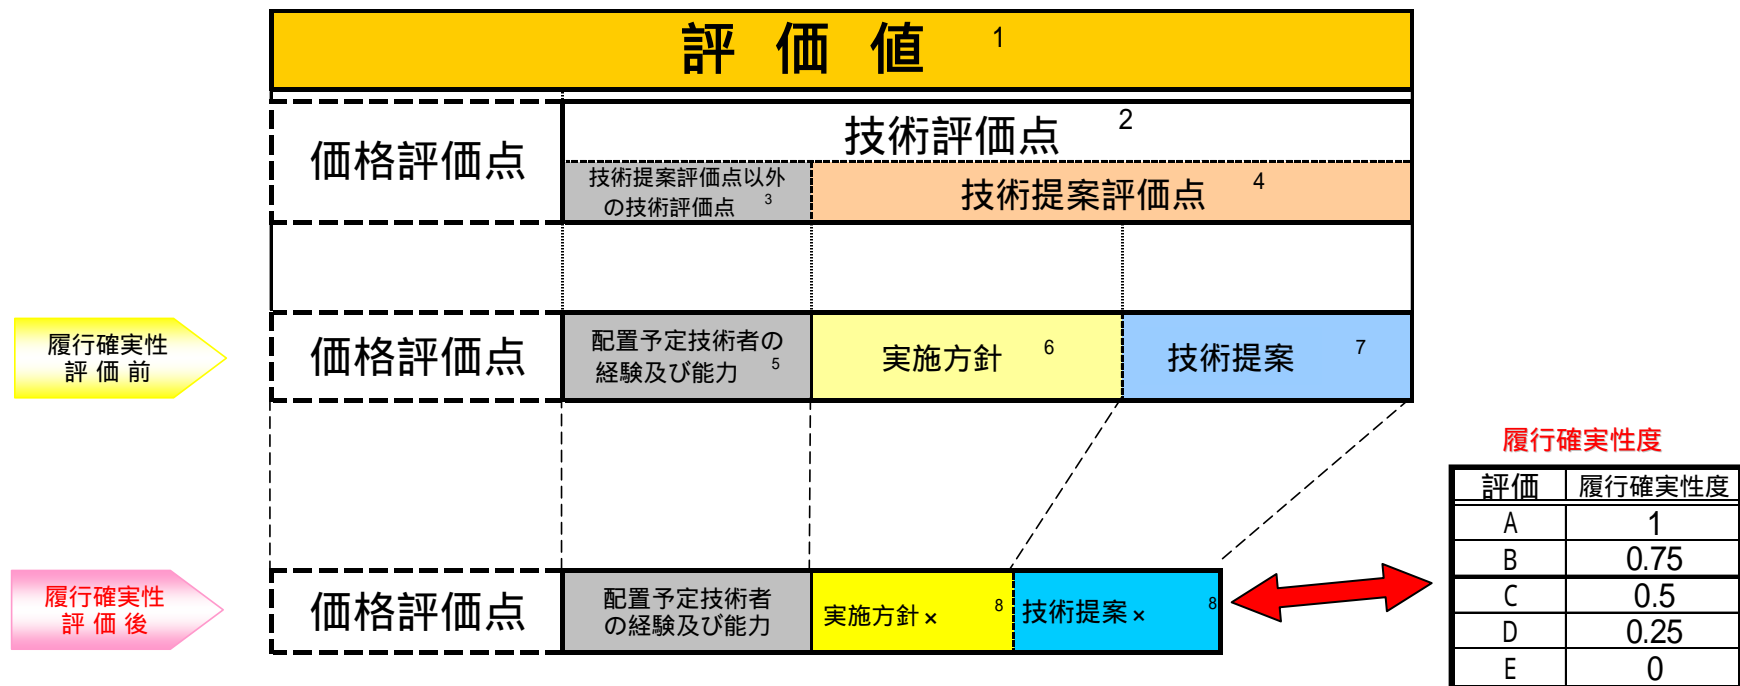 評 価 値 1
価格評価点
技術評価点 2
技術提案評価点以外
の技術評価点 3
技術提案評価点 4
履行確実性
評 価 前
価格評価点
配置予定技術者の
経験及び能力 5
実施方針 6
技術提案 7
履行確実性度
評価 履行確実性度
A 1
B 0.75
C 0.5
D 0.25
E 0
履行確実性
評 価 後
価格評価点
配置予定技術者
の経験及び能力
実施方針× 8
技術提案× 8